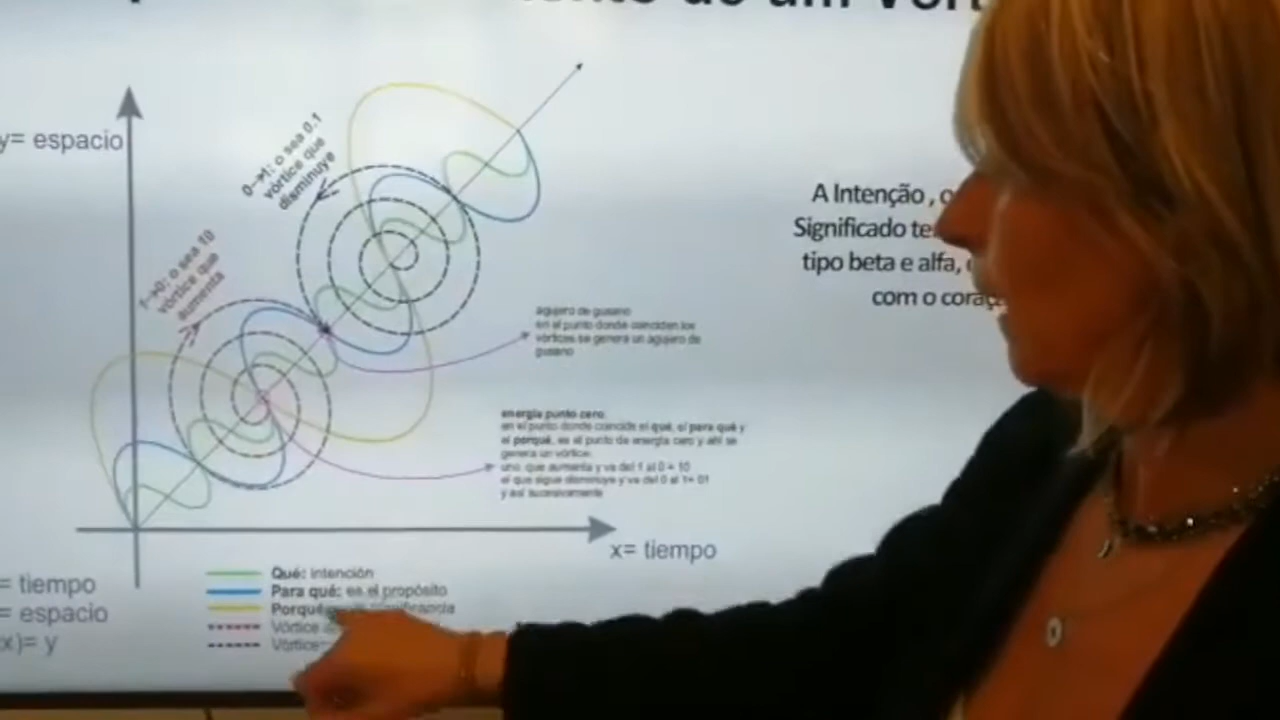 de um Vórt
y= espacio
0→1: o sea 0.1
vórtice que
disminuye
1→0: o sea 10
vórtice que
aumenta
A Intenção , o
Significado te
tipo beta e alfa,
com o coraç
agujero de gusano
en el punto donde coinciden los
vórtices se genera un agujero de
gusano
energía punto cero:
en el punto donde coincide el qué, el para qué y
el porqué, es el punto de energía cero y ahí se
genera un vórtice.
uno que aumenta y va del 1 al 0 = 10
el que sigue disminuye y va del 0 al 1= 01
y así sucesivamente
x= tiempo
= tiempo
= espacio
x)= y
Qué: intención
Para qué: es el propósito
Porqué
Vórtice
Vórtice